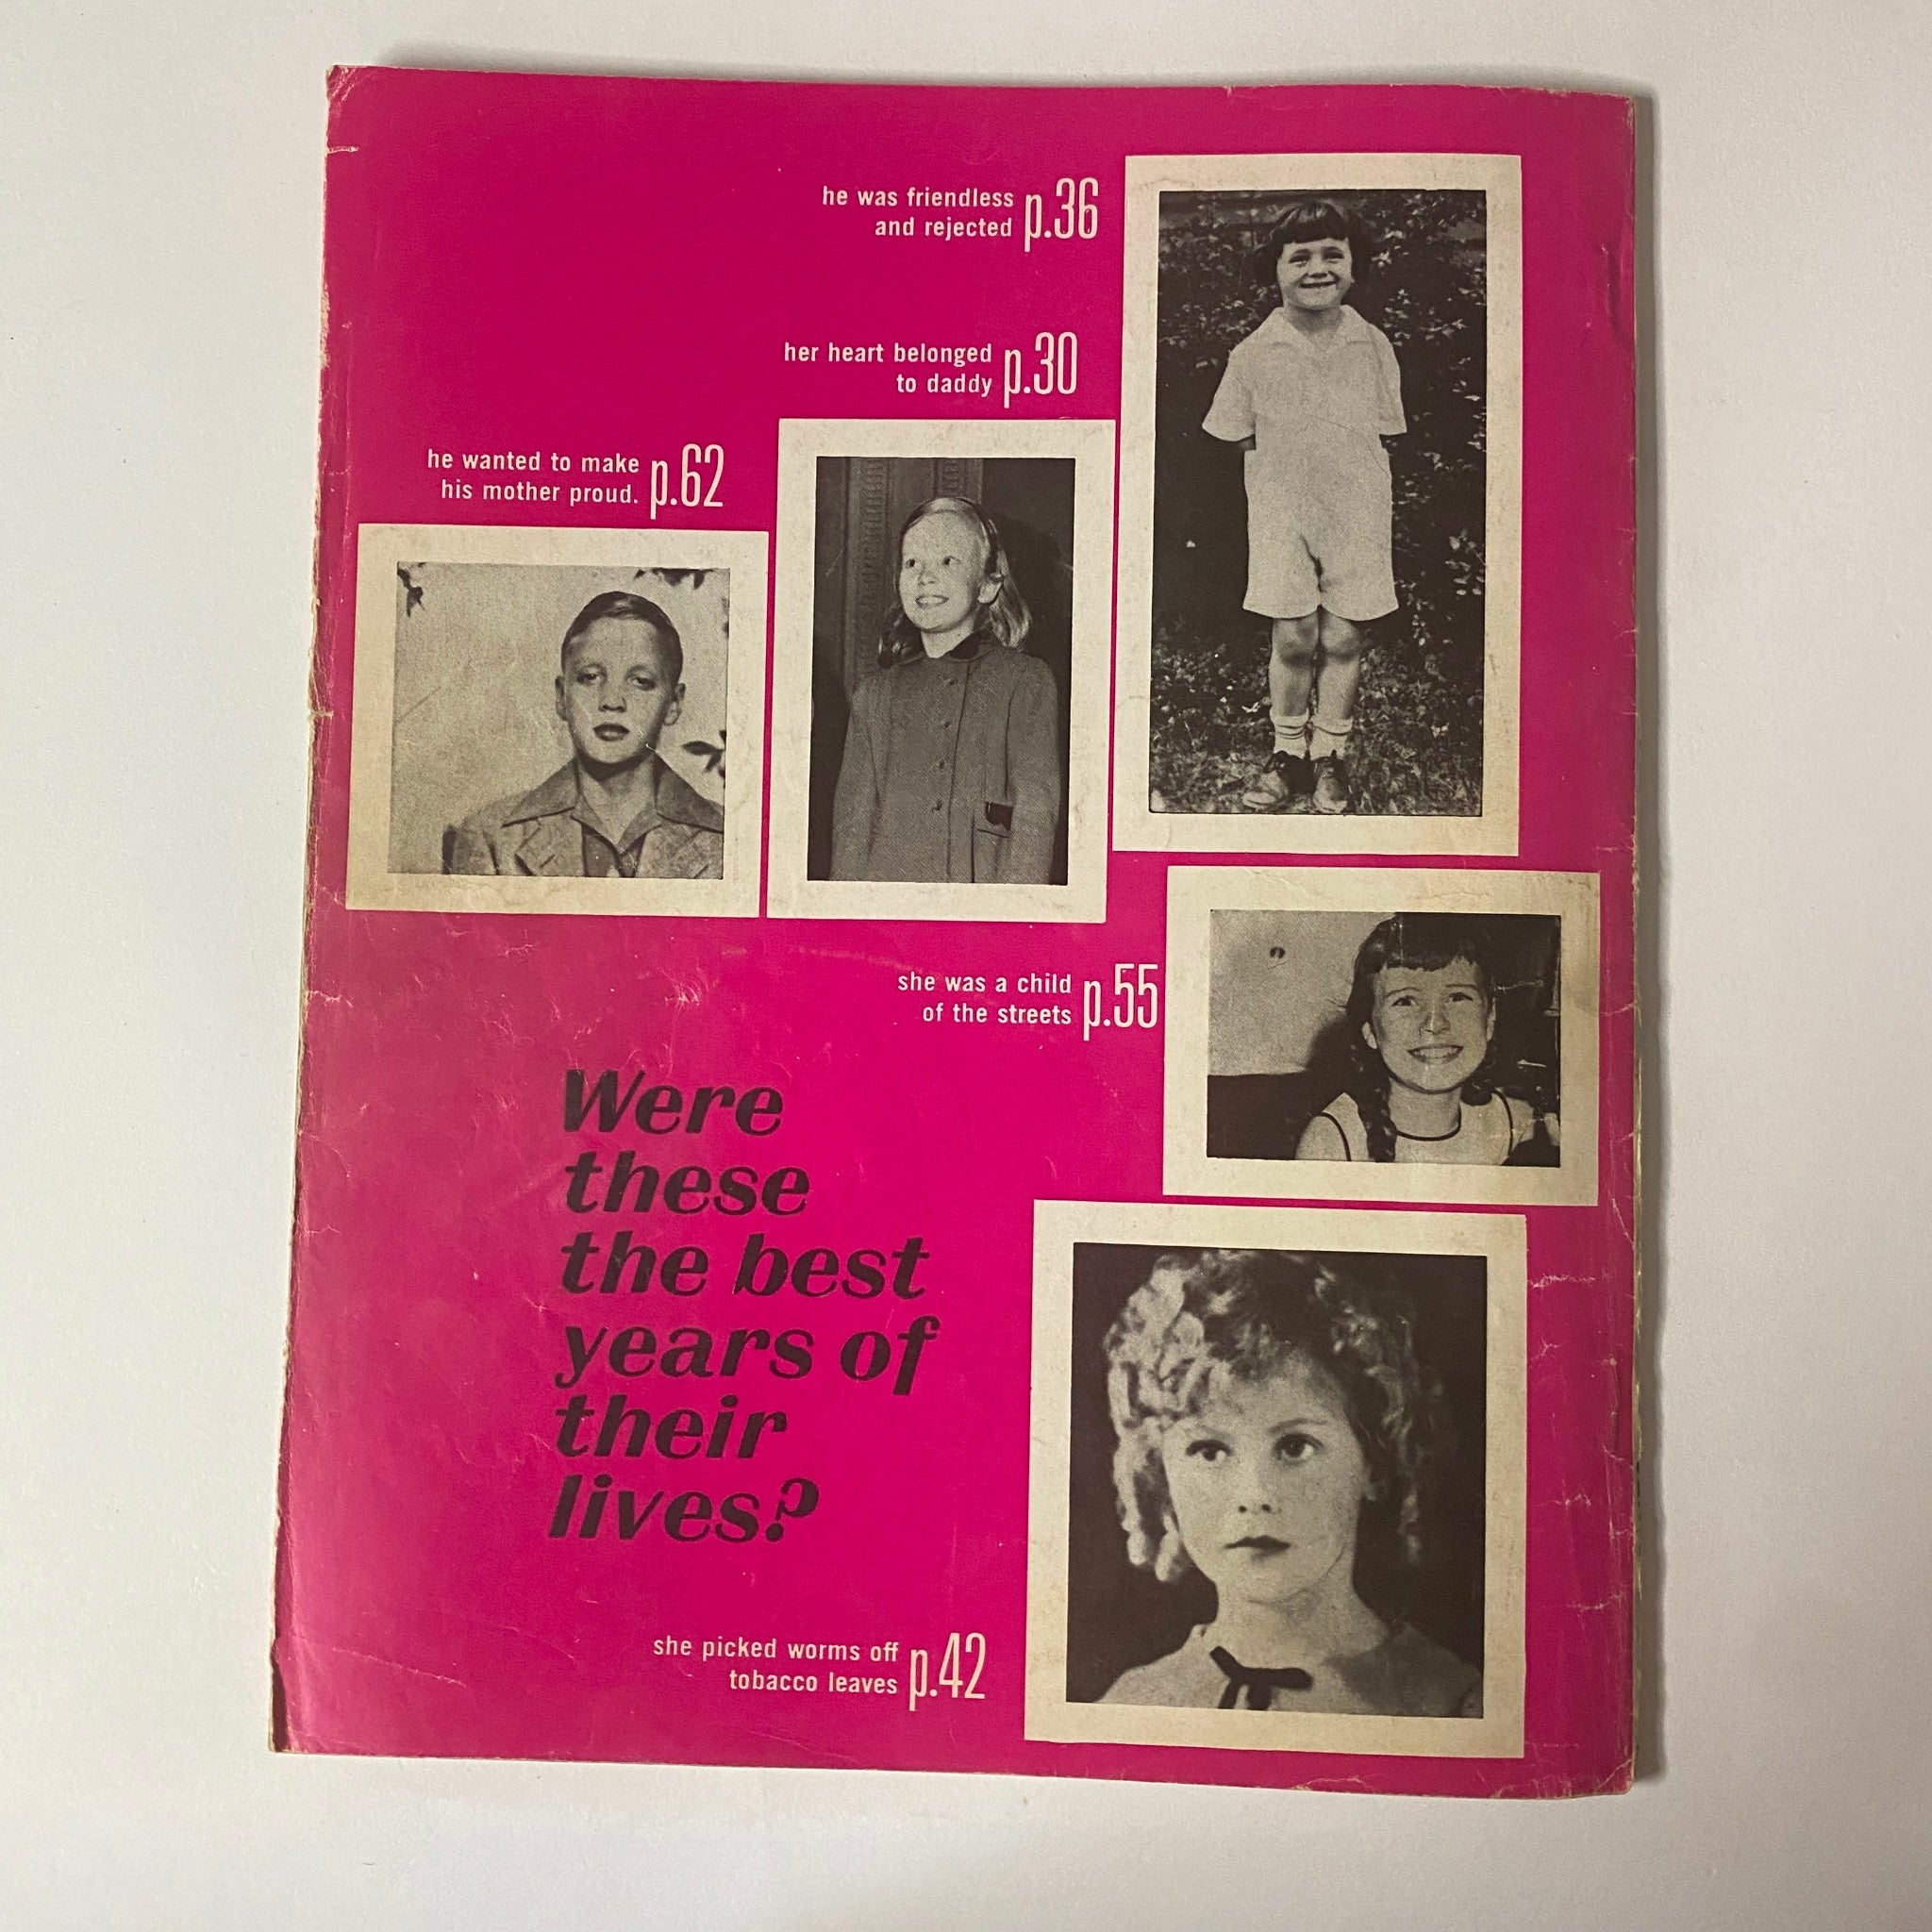 he was friendless
and rejected p.36
her heart belonged
to daddy p.30
he wanted to make
his mother proud. p.62
she was a child
of the streets p.55
Were
these
the best
years of
their
lives?
she picked worms off
tobacco leaves p.42